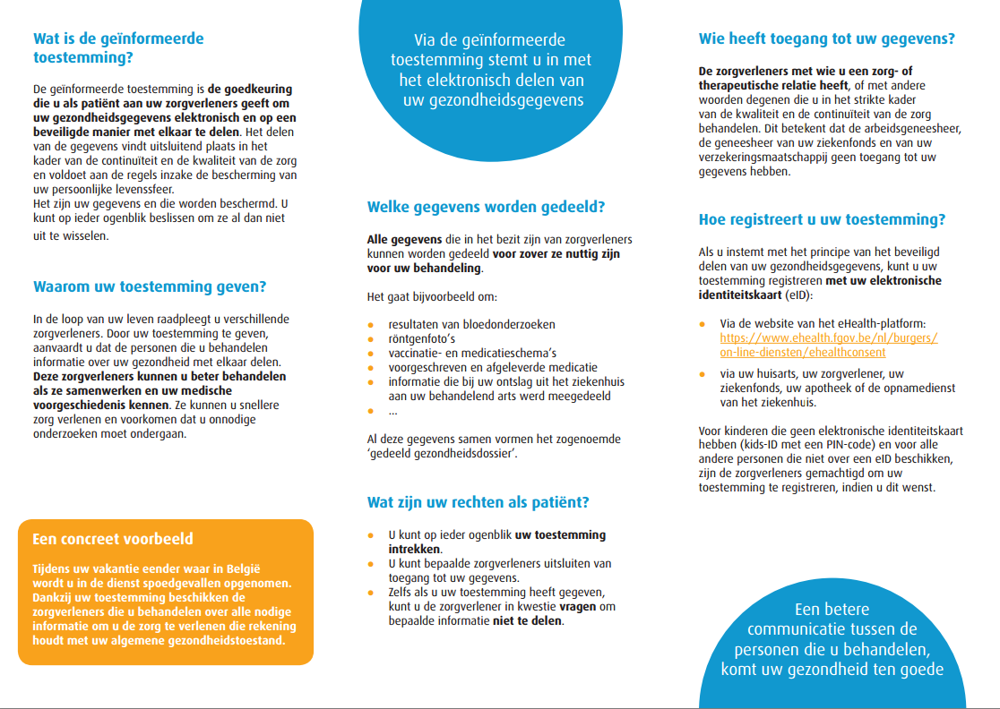 Wat is de geïnformeerde
toestemming?
De geïnformeerde toestemming is de goedkeuring
die u als patiënt aan uw zorgverleners geeft om
uw gezondheidsgegevens elektronisch en op een
beveiligde manier met elkaar te delen. Het delen
van de gegevens vindt uitsluitend plaats in het
kader van de continuïteit en de kwaliteit van de zorg
en voldoet aan de regels inzake de bescherming van
uw persoonlijke levenssfeer.
Het zijn uw gegevens en die worden beschermd. U
kunt op ieder ogenblik beslissen om ze al dan niet
uit te wisselen.
Waarom uw toestemming geven?
In de loop van uw leven raadpleegt u verschillende
zorgverleners. Door uw toestemming te geven,
aanvaardt u dat de personen die u behandelen
informatie over uw gezondheid met elkaar delen.
Deze zorgverleners kunnen u beter behandelen
als ze samenwerken en uw medische
voorgeschiedenis kennen. Ze kunnen u snellere
zorg verlenen en voorkomen dat u onnodige
onderzoeken moet ondergaan.
Een concreet voorbeeld
Tijdens uw vakantie eender waar in België
wordt u in de dienst spoedgevallen opgenomen.
Dankzij uw toestemming beschikken de
zorgverleners die u behandelen over alle nodige
informatie om u de zorg te verlenen die rekening
houdt met uw algemene gezondheidstoestand.
Via de geïnformeerde
toestemming stemt u in met
het elektronisch delen van
uw gezondheidsgegevens
Welke gegevens worden gedeeld?
Alle gegevens die in het bezit zijn van zorgverleners
kunnen worden gedeeld voor zover ze nuttig zijn
voor uw behandeling.
Het gaat bijvoorbeeld om:
● resultaten van bloedonderzoeken
● röntgenfoto's
● vaccinatie- en medicatieschema's
● voorgeschreven en afgeleverde medicatie
● informatie die bij uw ontslag uit het ziekenhuis
aan uw behandelend arts werd meegedeeld
● ...
Al deze gegevens samen vormen het zogenoemde
'gedeeld gezondheidsdossier'.
Wat zijn uw rechten als patiënt?
● U kunt op ieder ogenblik uw toestemming
intrekken.
● U kunt bepaalde zorgverleners uitsluiten van
toegang tot uw gegevens.
● Zelfs als u uw toestemming heeft gegeven,
kunt u de zorgverlener in kwestie vragen om
bepaalde informatie niet te delen.
Wie heeft toegang tot uw gegevens?
De zorgverleners met wie u een zorg- of
therapeutische relatie heeft, of met andere
woorden degenen die u in het strikte kader
van de kwaliteit en de continuïteit van de zorg
behandelen. Dit betekent dat de arbeidsgeneesheer,
de geneesheer van uw ziekenfonds en van uw
verzekeringsmaatschappij geen toegang tot uw
gegevens hebben.
Hoe registreert u uw toestemming?
Als u instemt met het principe van het beveiligd
delen van uw gezondheidsgegevens, kunt u uw
toestemming registreren met uw elektronische
identiteitskaart (eID):
● Via de website van het eHealth-platform:
https://www.ehealth.fgov.be/nl/burgers/
on-line-diensten/ehealthconsent
● via uw huisarts, uw zorgverlener, uw
ziekenfonds, uw apotheek of de opnamedienst
van het ziekenhuis.
Voor kinderen die geen elektronische identiteitskaart
hebben (kids-ID met een PIN-code) en voor alle
andere personen die niet over een eID beschikken,
zijn de zorgverleners gemachtigd om uw
toestemming te registreren, indien u dit wenst.
Een betere
communicatie tussen de
personen die u behandelen,
komt uw gezondheid ten goede